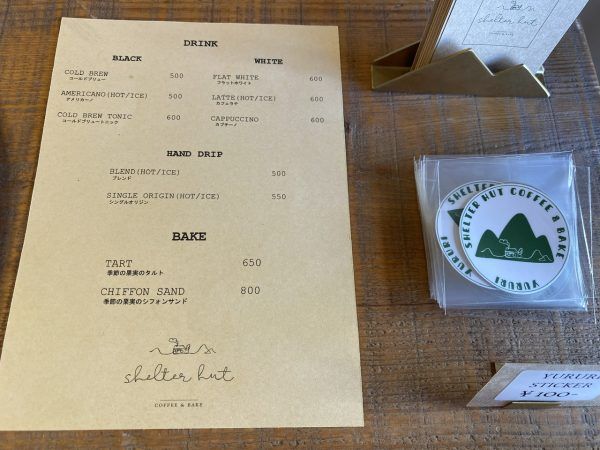 DRINK
BLACK
WHITE
COLD BREW 500
コールドブリュー
AMERICANO(HOT/ICE) 500
アメリカーノ
COLD BREW TONIC 600
コールドブリュートニック
FLAT WHITE 600
フラットホワイト
LATTE(HOT/ICE) 600
カフェラテ
CAPPUCCINO 600
カプチーノ
HAND DRIP
BLEND(HOT/ICE) 500
ブレンド
SINGLE ORIGIN(HOT/ICE) 550
シングルオリジン
BAKE
TART 650
季節の果実のタルト
CHIFFON SAND 800
季節の果実のシフォンサンド
shelter hut
COFFEE & BAKE
shelter hut
SHELTER HUT COFFEE & BAKE
YURURI
YURURI
STICKER
¥100-